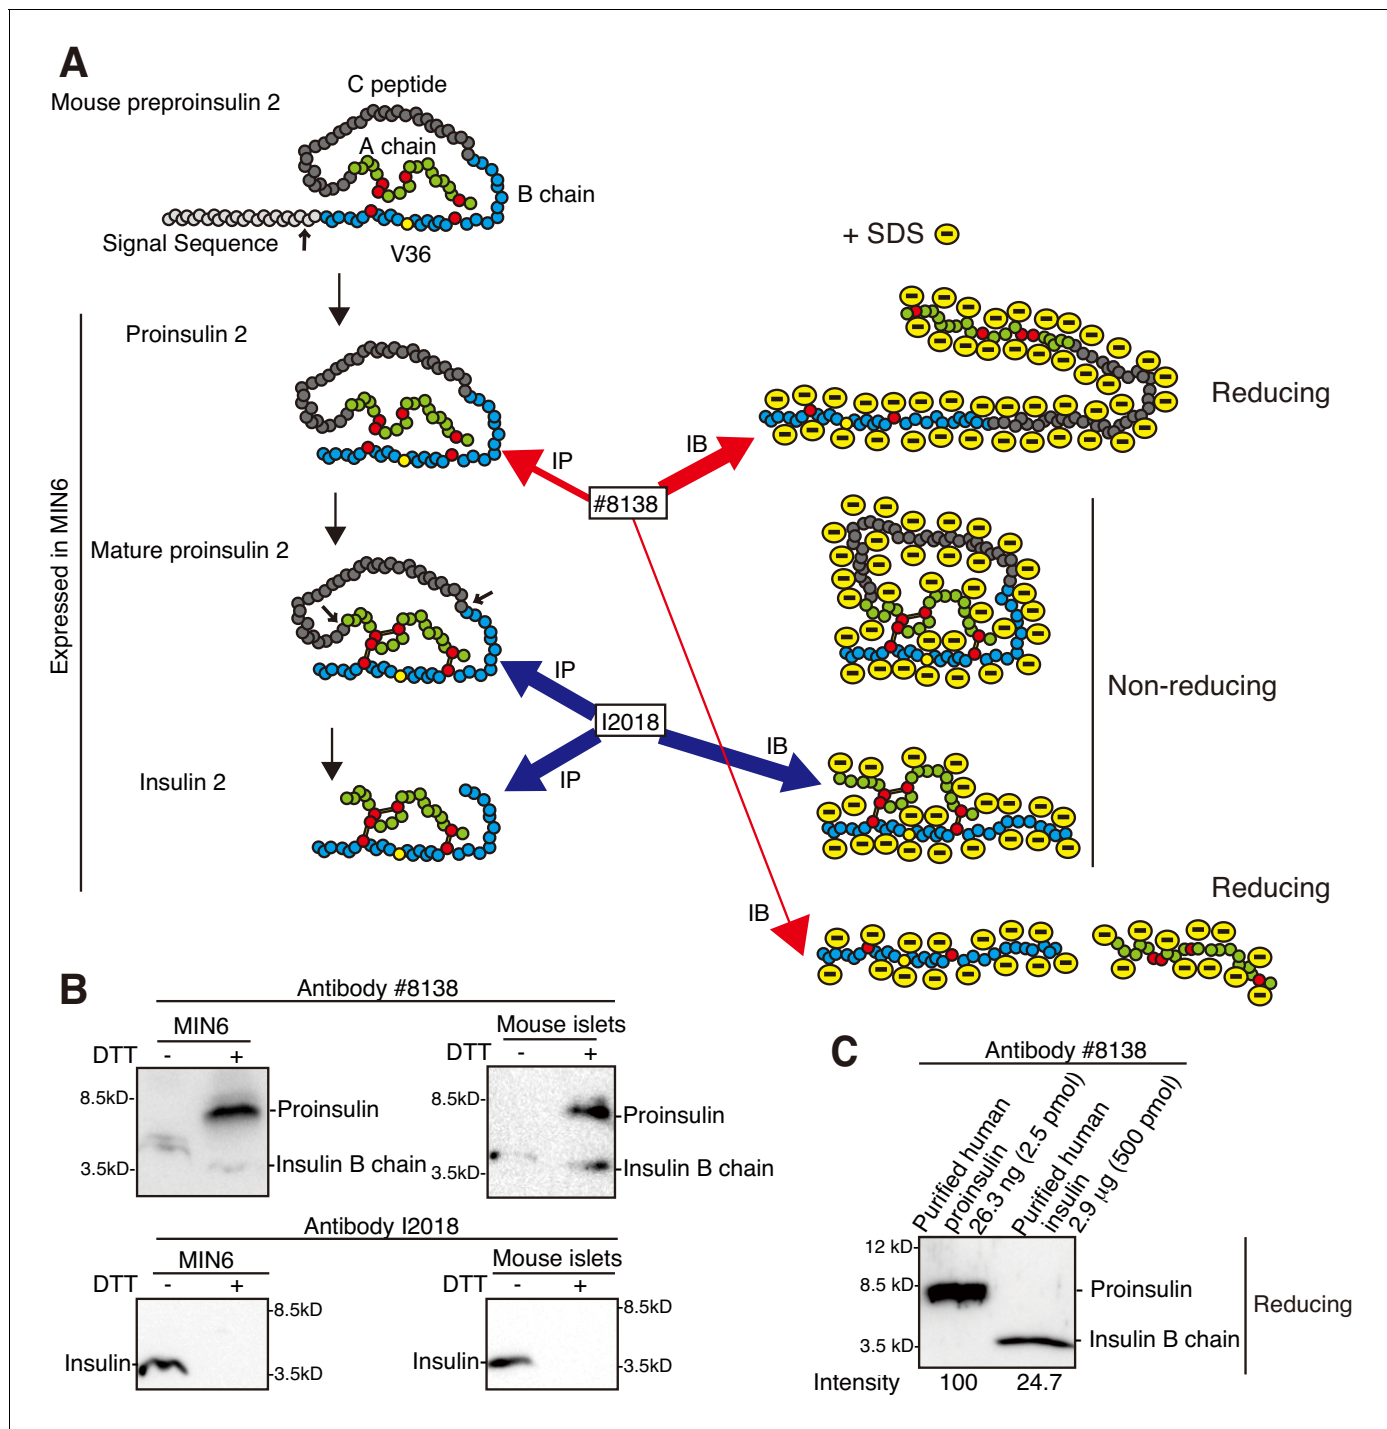 A
Mouse preproinsulin 2
C peptide
A chain
B chain
Signal Sequence
V36
+ SDS
Expressed in MIN6
Proinsulin 2
Mature proinsulin 2
Insulin 2
IP
IB
#8138
IP
I2018
IP
IB
IB
Reducing
Non-reducing
Reducing
B
Antibody #8138
MIN6
DTT - +
8.5kD-
3.5kD-
-Proinsulin
Insulin B chain
Mouse islets
DTT - +
8.5kD-
3.5kD-
-Proinsulin
-Insulin B chain
Antibody I2018
MIN6
DTT - +
Insulin-
-8.5kD
-3.5kD
Mouse islets
DTT - +
Insulin-
-8.5kD
-3.5kD
C
Antibody #8138
Purified human
proinsulin
26.3 ng (2.5 pmol)
Purified human
insulin
2.9 µg (500 pmol)
12 kD-
8.5 kD-
3.5 kD-
- Proinsulin
- Insulin B chain
Reducing
Intensity 100 24.7